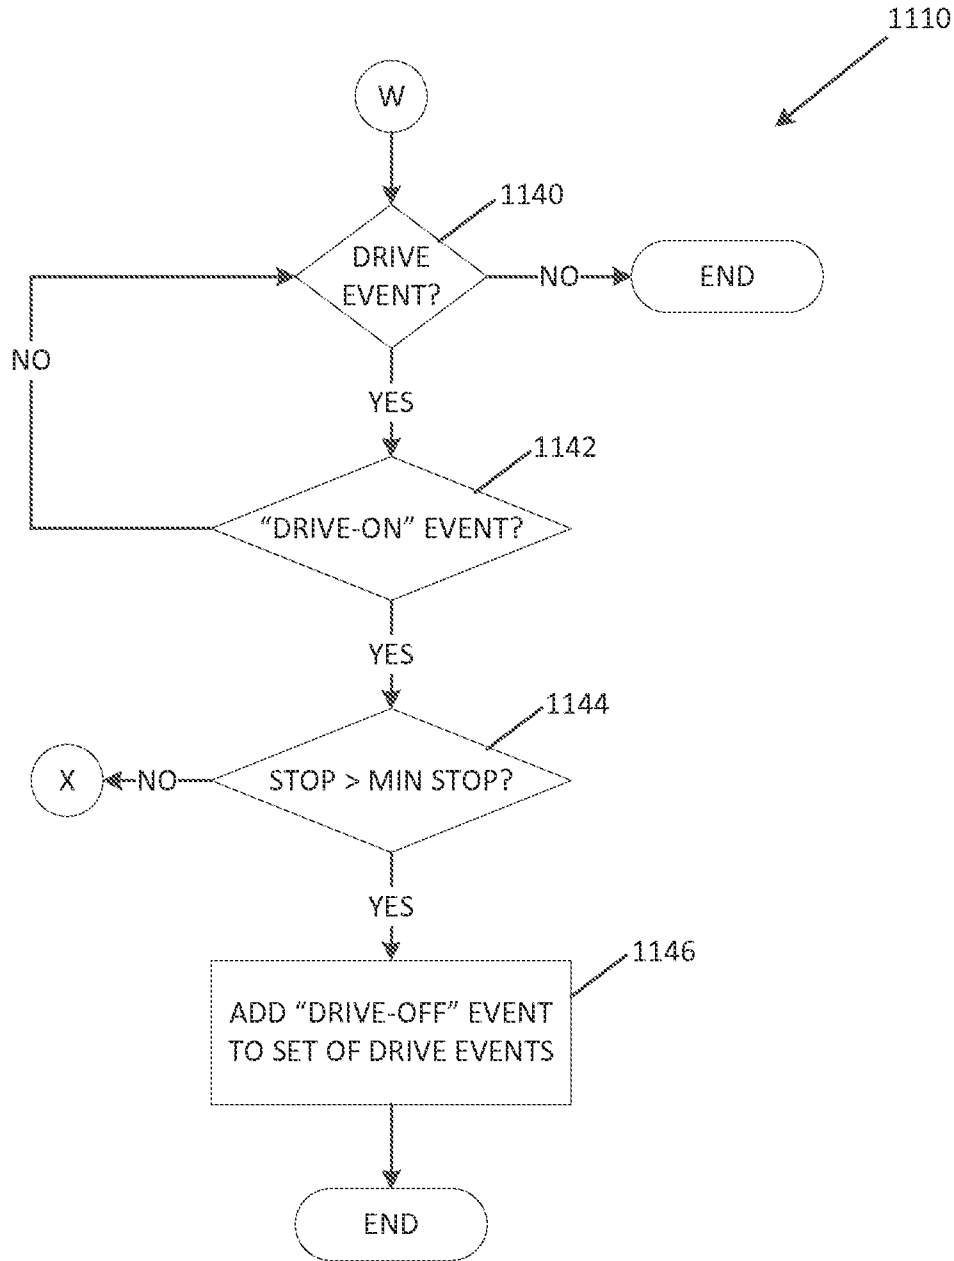 1110
W
1140
DRIVE
EVENT?
NO
END
NO
YES
1142
“DRIVE-ON” EVENT?
YES
1144
X
NO
STOP > MIN STOP?
YES
1146
ADD “DRIVE-OFF” EVENT
TO SET OF DRIVE EVENTS
END